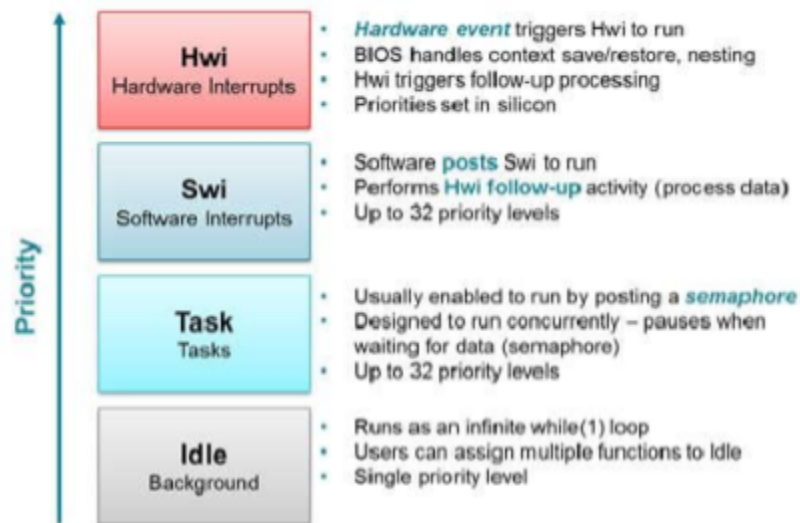 Priority
Hwi
Hardware Interrupts
• Hardware event triggers Hwi to run
• BIOS handles context save/restore, nesting
• Hwi triggers follow-up processing
• Priorities set in silicon
Swi
Software Interrupts
• Software posts Swi to run
• Performs Hwi follow-up activity (process data)
• Up to 32 priority levels
Task
Tasks
• Usually enabled to run by posting a semaphore
• Designed to run concurrently – pauses when
waiting for data (semaphore)
• Up to 32 priority levels
Idle
Background
• Runs as an infinite while(1) loop
• Users can assign multiple functions to Idle
• Single priority level